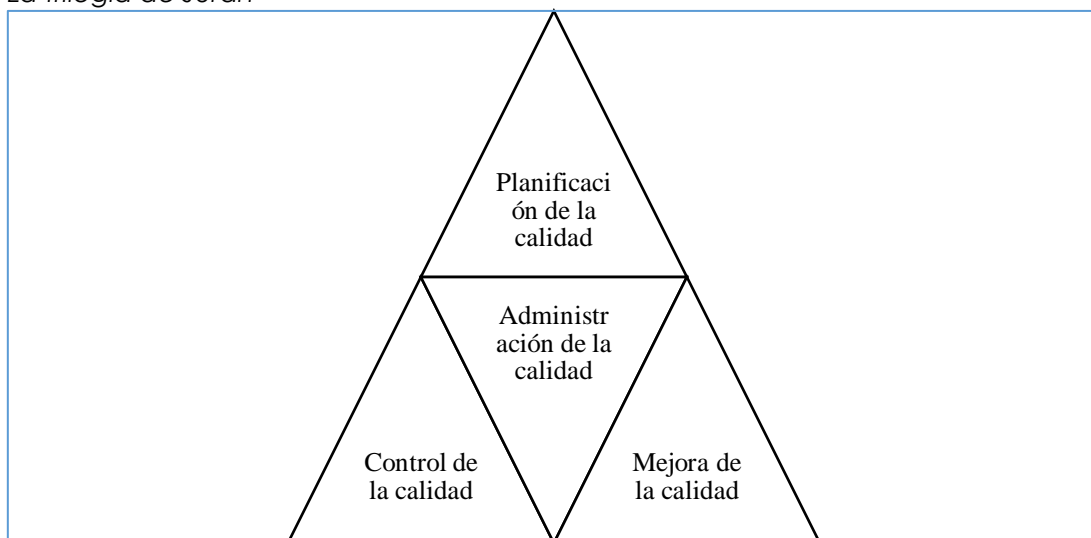 Planificaci
ón de la
calidad
Administr
ación de la
calidad
Control de
la calidad
Mejora de
la calidad